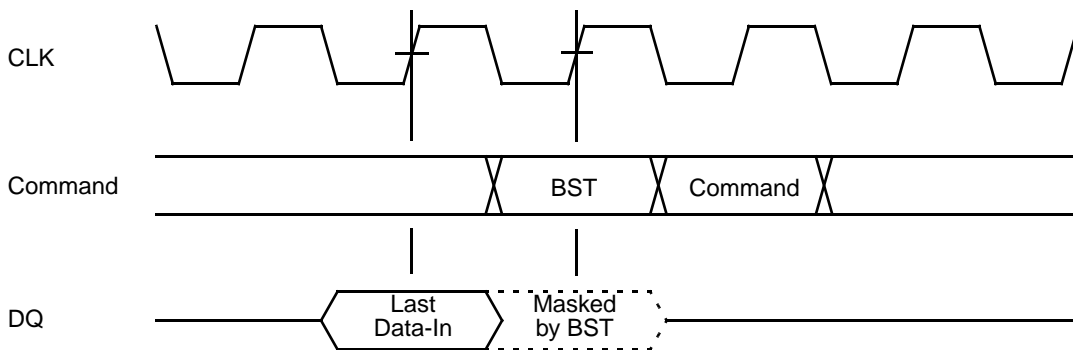 CLK
Command
BST
Command
DQ
Last
Data-In
Masked
by BST